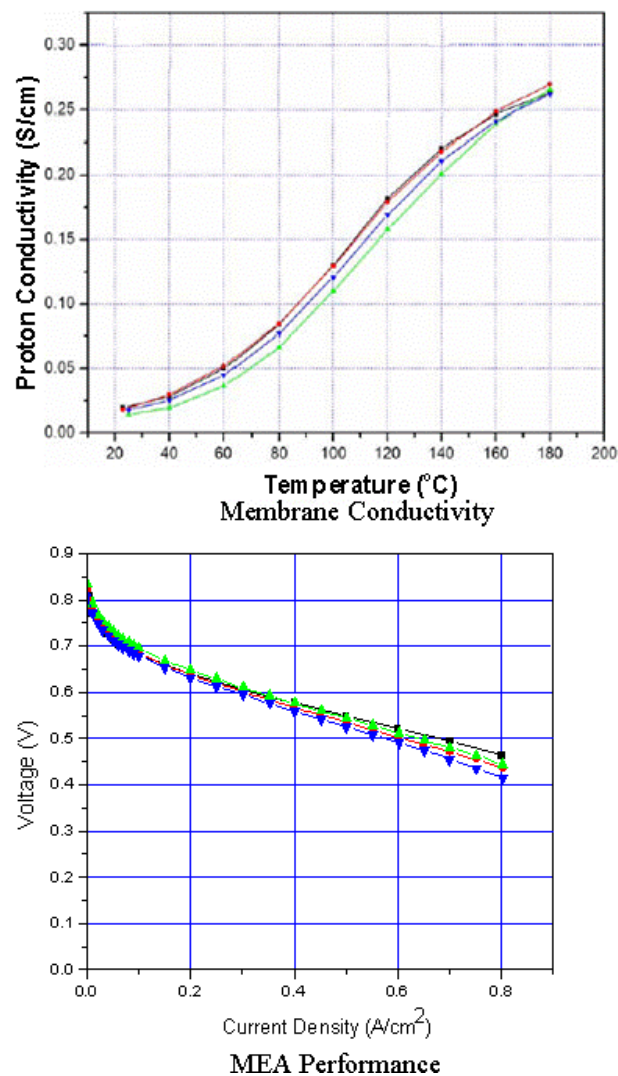 0.30
0.25
0.20
0.15
0.10
0.05
0.00
Proton Conductivity (S/cm)
20 40 60 80 100 120 140 160 180 200
Temperature (°C)
Membrane Conductivity
0.9
0.8
0.7
0.6
0.5
0.4
0.3
0.2
0.1
0.0
Voltage (V)
0.0 0.2 0.4 0.6 0.8
Current Density (A/cm²)
MEA Performance